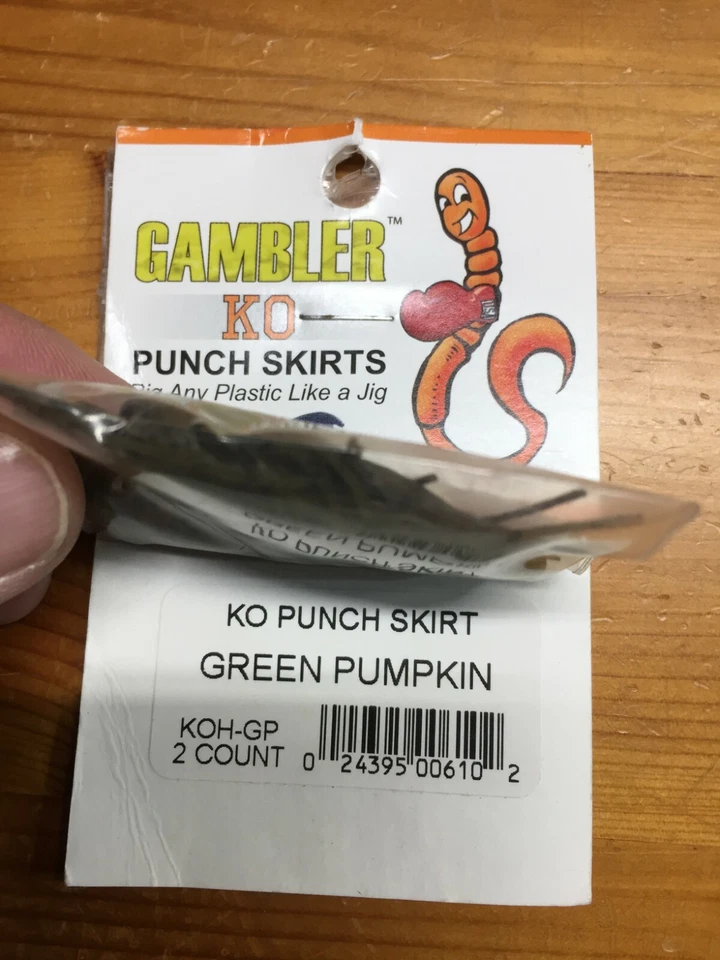 GAMBLER™
KO
PUNCH SKIRTS
Rig Any Plastic Like a Jig
KO PUNCH SKIRT
GREEN PUMPKIN
KOH-GP
2 COUNT
0 24395 00610 2